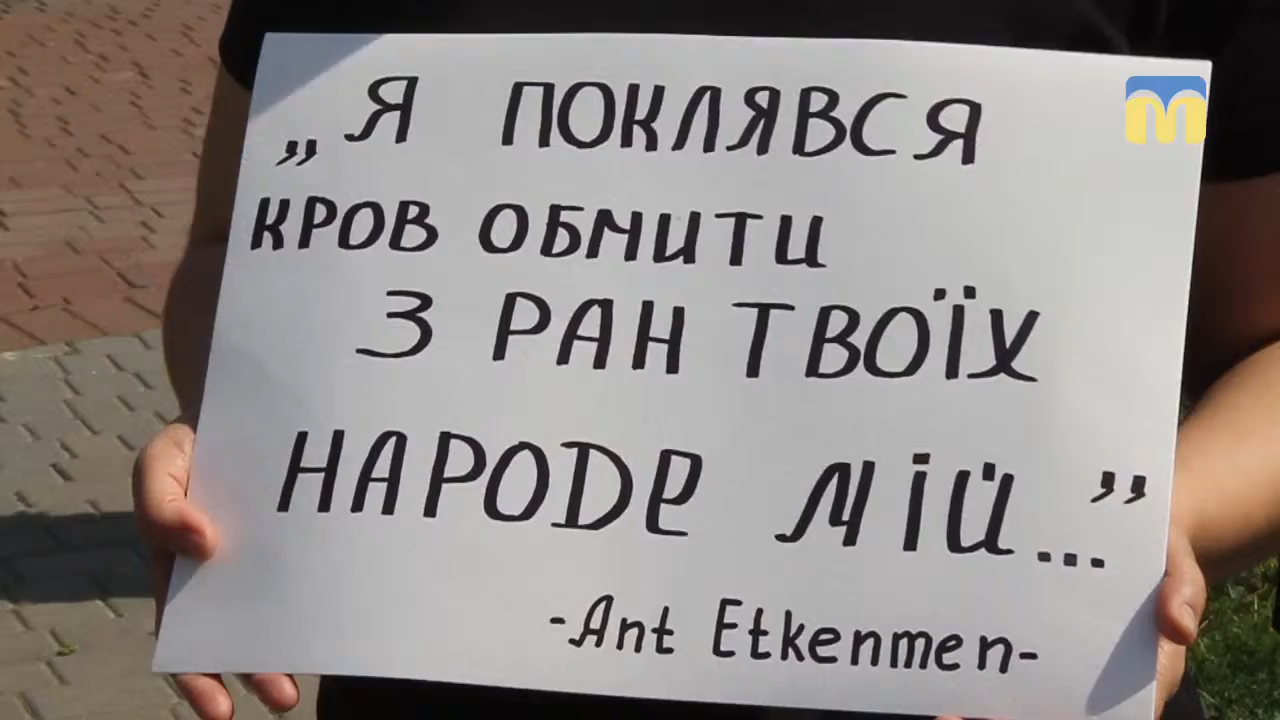 „Я ПОКЛЯВСЯ
КРОВ ОБМИТИ
З РАН ТВОЇХ
НАРОДЕ МІЙ...”
-Ant Etkenmen-